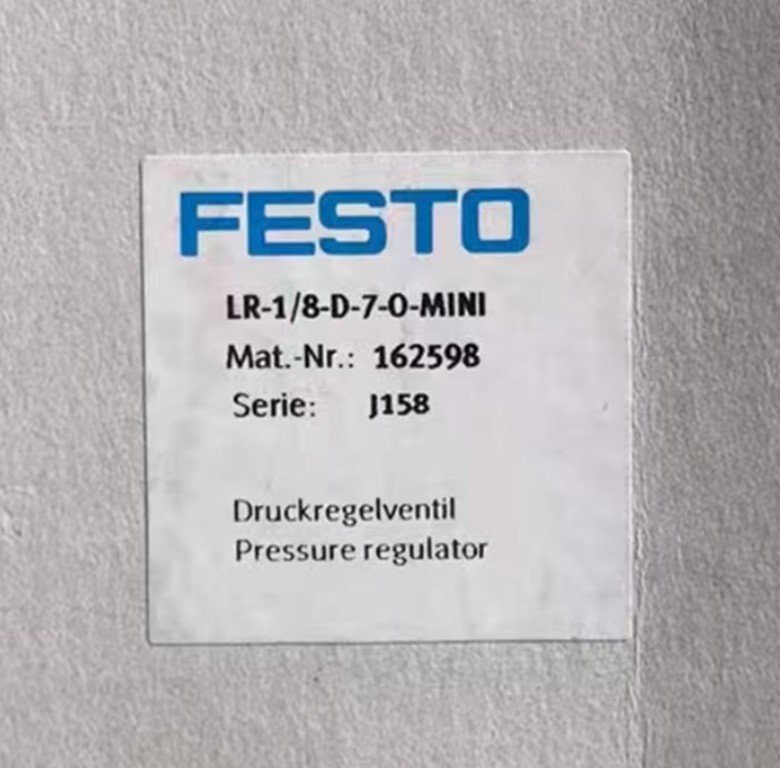 FESTO
LR-1/8-D-7-O-MINI
Mat.-Nr.: 162598
Serie: J158
Druckregelventil
Pressure regulator